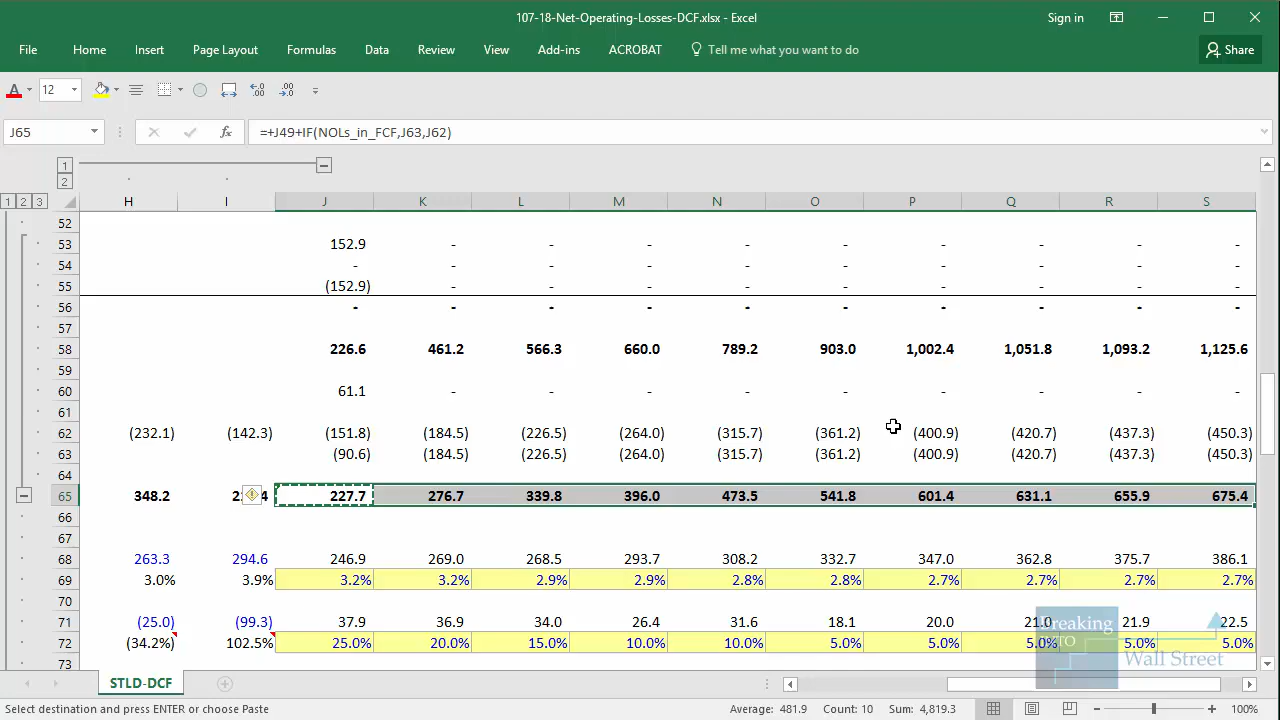 107-18-Net-Operating-Losses-DCF.xlsx - Excel Sign in
File Home Insert Page Layout Formulas Data Review View Add-ins ACROBAT Tell me what you want to do Share
A 12
J65 fx =+J49+IF(NOLs_in_FCF,J63,J62)
1
2
1 2 3 H I J K L M N O P Q R S
52
53 152.9 - - - - - - - - -
54 - - - - - - - - - -
55 (152.9) - - - - - - - - -
56 - - - - - - - - - -
57
58 226.6 461.2 566.3 660.0 789.2 903.0 1,002.4 1,051.8 1,093.2 1,125.6
59
60 61.1 - - - - - - - - -
61
62 (232.1) (142.3) (151.8) (184.5) (226.5) (264.0) (315.7) (361.2) (400.9) (420.7) (437.3) (450.3)
63 (90.6) (184.5) (226.5) (264.0) (315.7) (361.2) (400.9) (420.7) (437.3) (450.3)
64
65 348.2 227.7 276.7 339.8 396.0 473.5 541.8 601.4 631.1 655.9 675.4
66
67
68 263.3 294.6 246.9 269.0 268.5 293.7 308.2 332.7 347.0 362.8 375.7 386.1
69 3.0% 3.9% 3.2% 3.2% 2.9% 2.9% 2.8% 2.8% 2.7% 2.7% 2.7% 2.7%
70
71 (25.0) (99.3) 37.9 36.9 34.0 26.4 31.6 18.1 20.0 21.0 21.9 22.5
72 (34.2%) 102.5% 25.0% 20.0% 15.0% 10.0% 10.0% 5.0% 5.0% 5.0% 5.0% 5.0%
73
Breaking
INTO
Wall Street
STLD-DCF
Select destination and press ENTER or choose Paste Average: 481.9 Count: 10 Sum: 4,819.3 100%